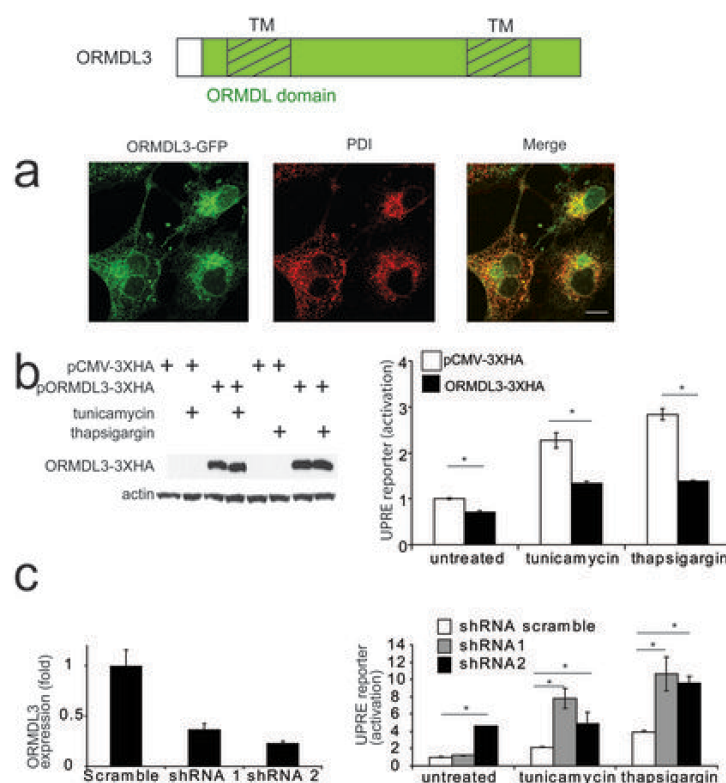 TM TM
ORMDL3
ORMDL domain
ORMDL3-GFP PDI Merge
a
b
pCMV-3XHA + + + +
pORMDL3-3XHA + + + +
tunicamycin + +
thapsigargin + +
ORMDL3-3XHA
actin
UPRE reporter (activation)
4
3
2
1
0
pCMV-3XHA
ORMDL3-3XHA
* * *
untreated tunicamycin thapsigargin
c
ORMDL3
expression (fold)
1
0.5
0
Scramble shRNA 1 shRNA 2
UPRE reporter
(activation)
14
12
10
8
6
4
2
0
shRNA scramble
shRNA1
shRNA2
* * * * *
untreated tunicamycin thapsigargin